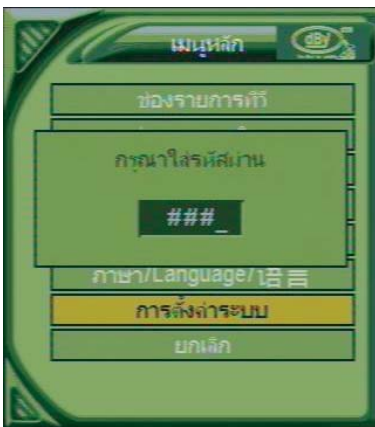 เมนูหลัก
dBy
ช่องรายการทีวี
กรุณาใส่รหัสผ่าน
###_
ภาษา/Language/语言
การตั้งค่าระบบ
ยกเลิก